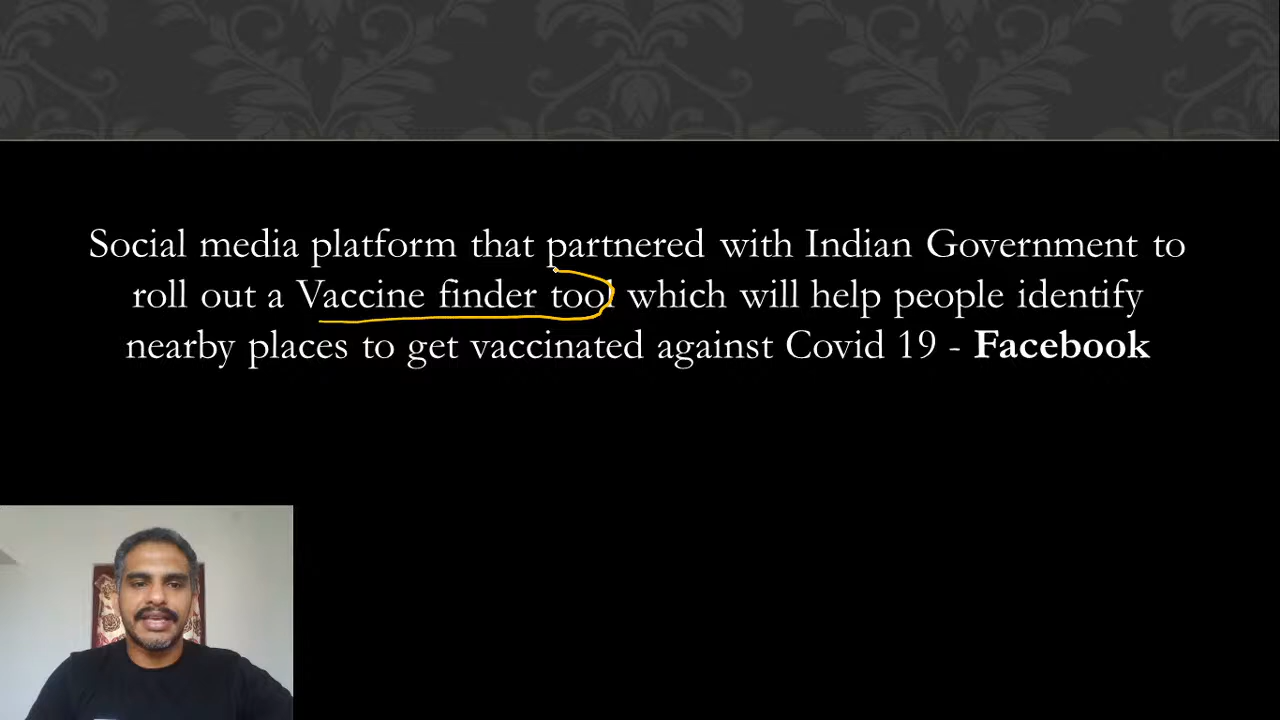 Social media platform that partnered with Indian Government to
roll out a Vaccine finder tool which will help people identify
nearby places to get vaccinated against Covid 19 - Facebook